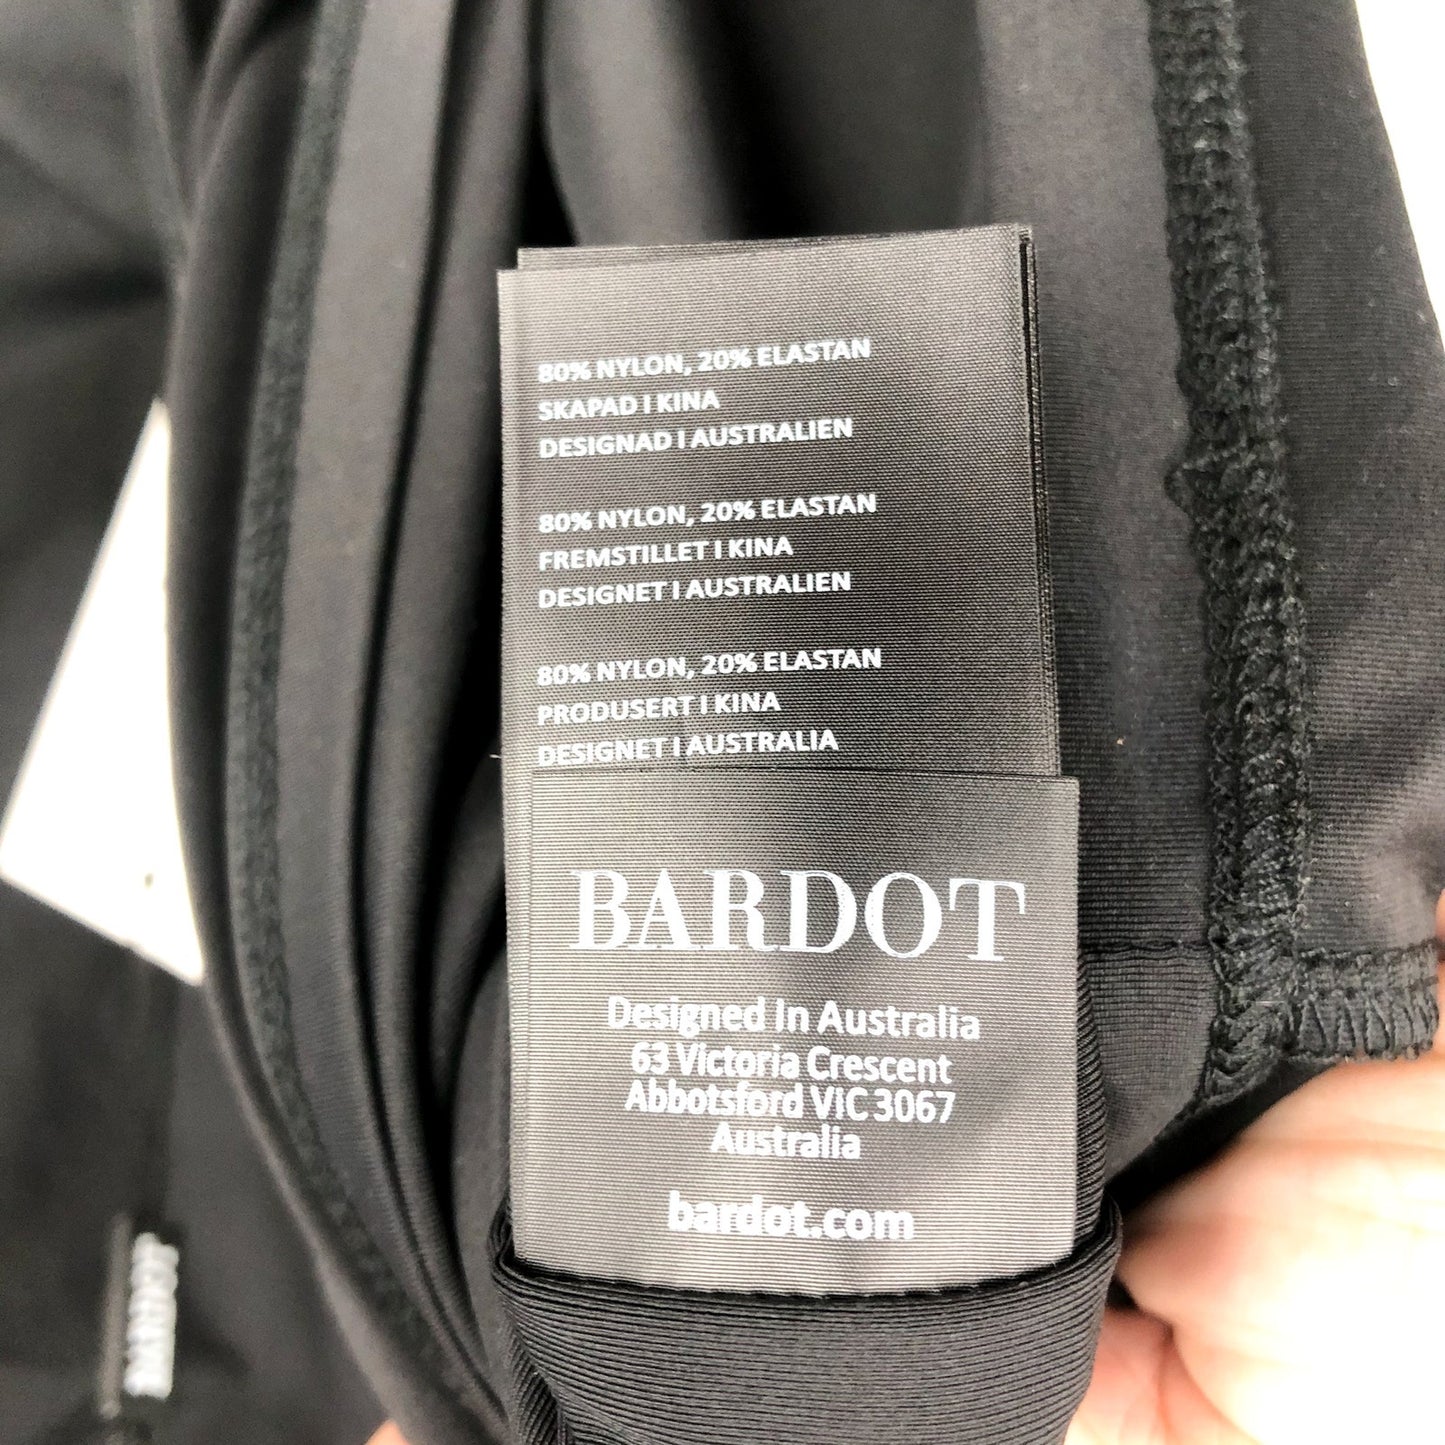 80% NYLON, 20% ELASTAN
SKAPAD I KINA
DESIGNAD I AUSTRALIEN
80% NYLON, 20% ELASTAN
FREMSTILLET I KINA
DESIGNET I AUSTRALIEN
80% NYLON, 20% ELASTAN
PRODUSERT I KINA
DESIGNET I AUSTRALIA
BARDOT
Designed In Australia
63 Victoria Crescent
Abbotsford VIC 3067
Australia
bardot.com